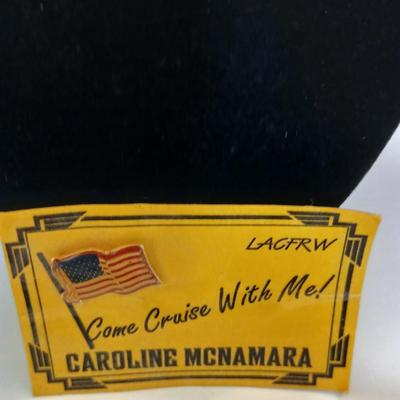 LACFRW
Come Cruise With Me!
CAROLINE MCNAMARA